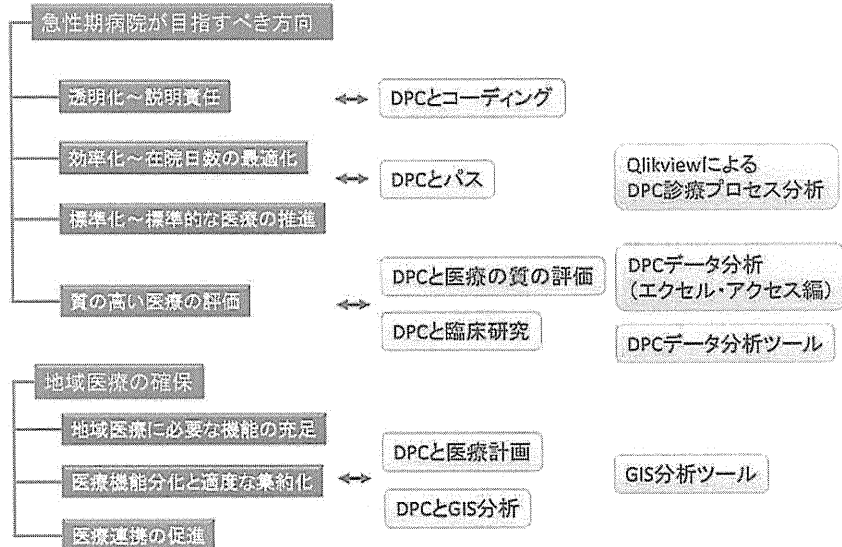 急性期病院が目指すべき方向
透明化～説明責任
DPCとコーディング
効率化～在院日数の最適化
DPCとパス
Qlikviewによる
DPC診療プロセス分析
標準化～標準的な医療の推進
質の高い医療の評価
DPCと医療の質の評価
DPCと臨床研究
DPCデータ分析
(エクセル・アクセス編)
DPCデータ分析ツール
地域医療の確保
地域医療に必要な機能の充足
医療機能分化と適度な集約化
医療連携の促進
DPCと医療計画
DPCとGIS分析
GIS分析ツール